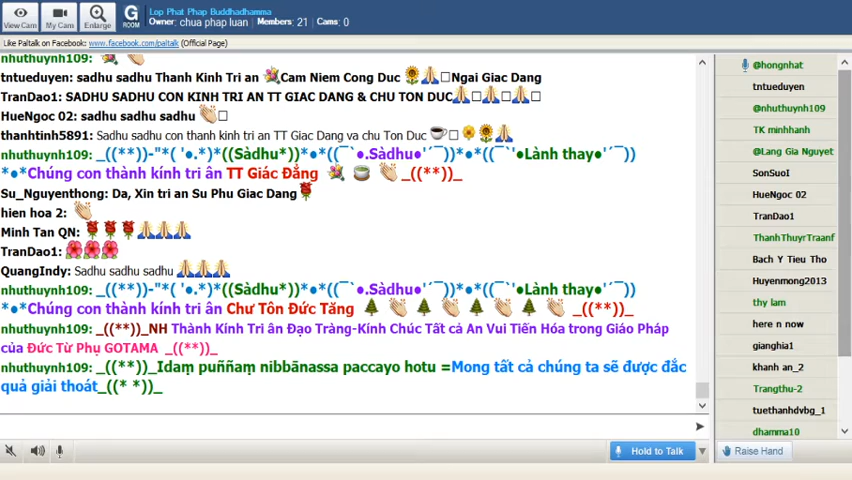 Lop Phat Phap Buddhadhamma
Owner: chua phap luan Members: 21 Cams: 0
View Cam
My Cam
Enlarge
G
ROOM
Like Paltalk on Facebook: www.facebook.com/paltalk (Official Page)
nhuthuynh109:
tntueduyen: sadhu sadhu Thanh Kinh Tri an 💐Cam Niem Cong Duc 🌻🙏Ngai Giac Dang
TranDao1: SADHU SADHU CON KINH TRI AN TT GIAC DANG & CHU TON DUC🙏🙏🙏
HueNgoc 02: sadhu sadhu sadhu 👏
thanhtinh5891: Sadhu sadhu con thanh kinh tri an TT Giac Dang va chu Ton Duc ☕🌼🌻🙏
nhuthuynh109: _((**)_-"*( '●.*)*((Sàdhu*))*●*((¯`●.Sàdhu●'´¯))*●*((¯`'●Lành thay●'´¯))
*●*Chúng con thành kính tri ân TT Giác Đẳng 💐 🍵 👏_((**))_
Su_Nguyenthong: Da, Xin tri an Su Phu Giac Dang🌹
hien hoa 2: 👏
Minh Tan QN: 🌹🌹🌹🙏🙏🙏
TranDao1: 🌺🌺🌺
QuangIndy: Sadhu sadhu sadhu 🙏🙏🙏
nhuthuynh109: _((**)_-"*( '●.*)*((Sàdhu*))*●*((¯`●.Sàdhu●'´¯))*●*((¯`'●Lành thay●'´¯))
*●*Chúng con thành kính tri ân Chư Tôn Đức Tăng 🌲 👏 🌲 👏 🌲 👏 🌲 👏 _((**))_
nhuthuynh109: _((**)_NH Thành Kính Tri ân Đạo Tràng-Kính Chúc Tất cả An Vui Tiến Hóa trong Giáo Pháp
của Đức Từ Phụ GOTAMA _((**))_
nhuthuynh109: _((**)_Idaṃ puññaṃ nibbānassa paccayo hotu =Mong tất cả chúng ta sẽ được đắc
quả giải thoát_((* *))_
Hold to Talk
@hongnhat
tntueduyen
@nhuthuynh109
TK minhhanh
@Lang Gia Nguyet
SonSuoI
HueNgoc 02
TranDao1
ThanhThuyrTraanf
Bach Y Tieu Tho
Huyenmong2013
thy lam
here n now
gianghia1
khanh an_2
Trangthu-2
tuethanhdvbg_1
dhamma10
Raise Hand